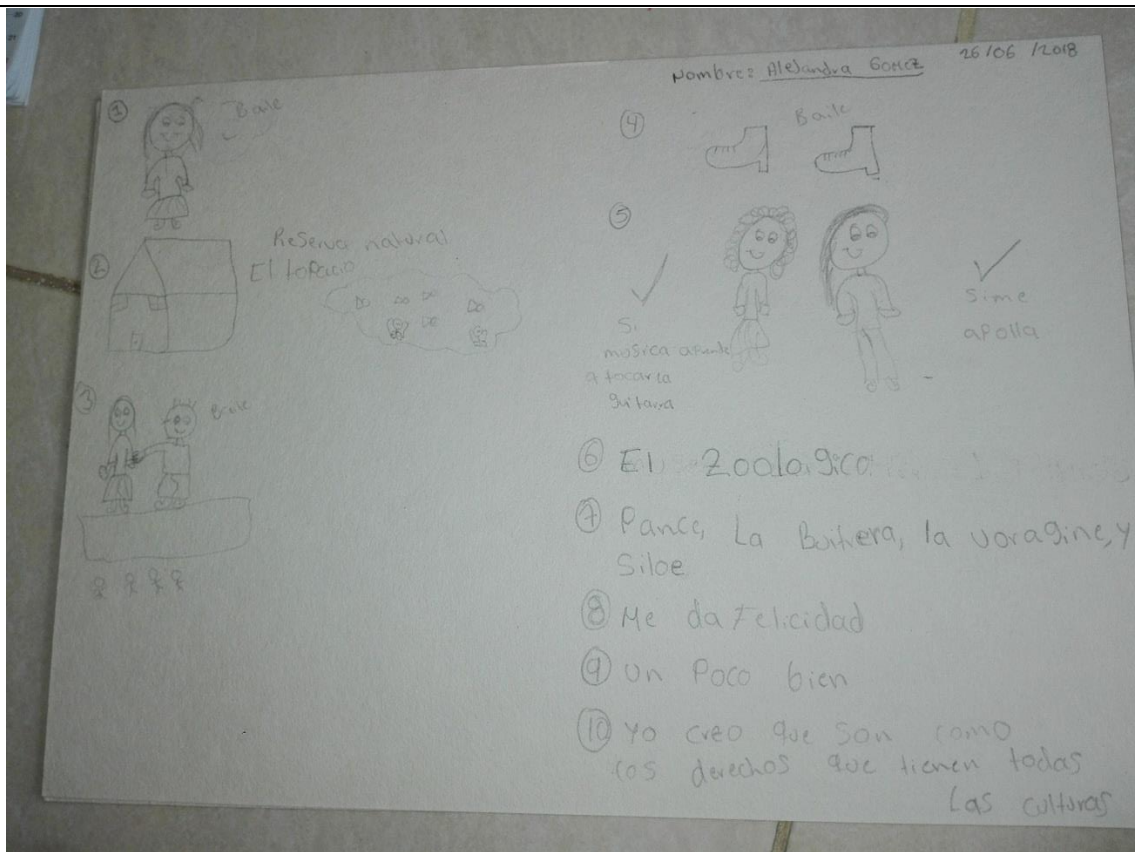 Nombre: Alejandra Gomez
26/06/2018
① Baile
② Reserva natural
El topacio
③ Baile
④ Baile
⑤
Si
mosica apunte
a tocar la
guitarra
Si me
apolla
⑥ El Zoologico
⑦ Pance, La Buitrera, la voragine, y
Siloe
⑧ Me da Felicidad
⑨ Un Poco bien
⑩ Yo creo que Son como
los derechos que tienen todas
Las culturas